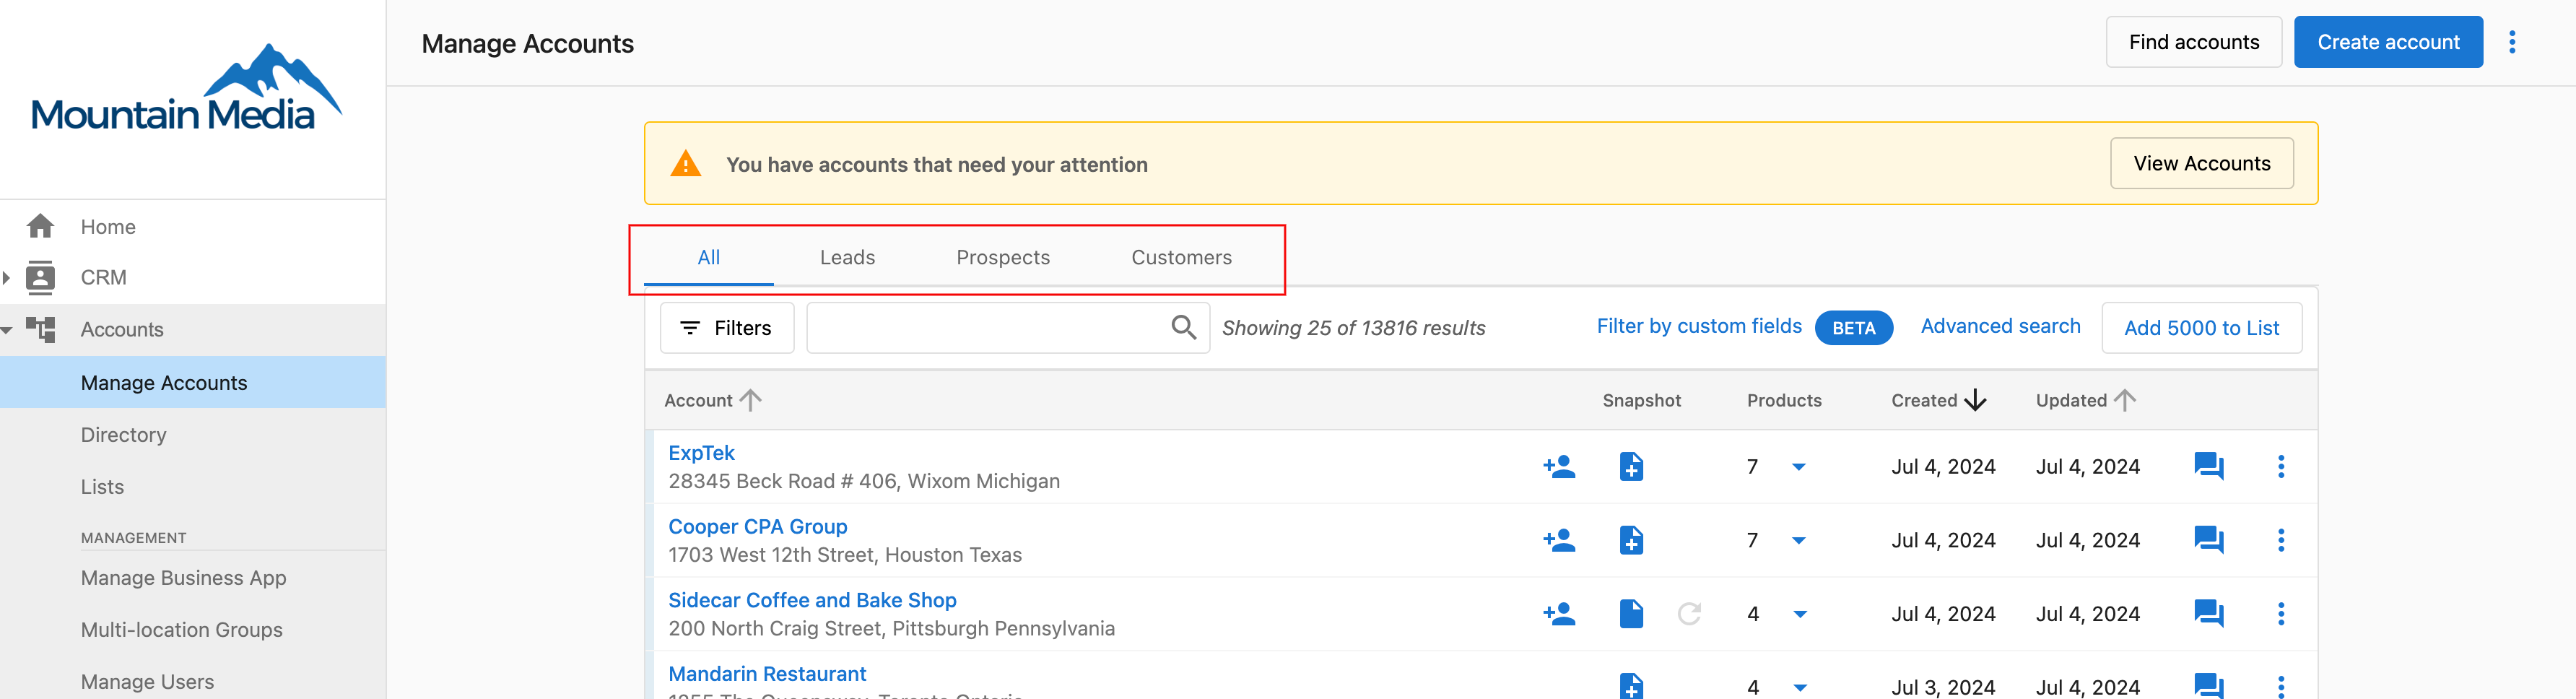 Mountain Media
Home
CRM
Accounts
Manage Accounts
Directory
Lists
MANAGEMENT
Manage Business App
Multi-location Groups
Manage Users
Manage Accounts
Find accounts
Create account
You have accounts that need your attention
View Accounts
All Leads Prospects Customers
Filters
Showing 25 of 13816 results
Filter by custom fields BETA
Advanced search
Add 5000 to List
Account Snapshot Products Created Updated
ExpTek
28345 Beck Road # 406, Wixom Michigan
7 Jul 4, 2024 Jul 4, 2024
Cooper CPA Group
1703 West 12th Street, Houston Texas
7 Jul 4, 2024 Jul 4, 2024
Sidecar Coffee and Bake Shop
200 North Craig Street, Pittsburgh Pennsylvania
4 Jul 4, 2024 Jul 4, 2024
Mandarin Restaurant
4 Jul 3, 2024 Jul 4, 2024